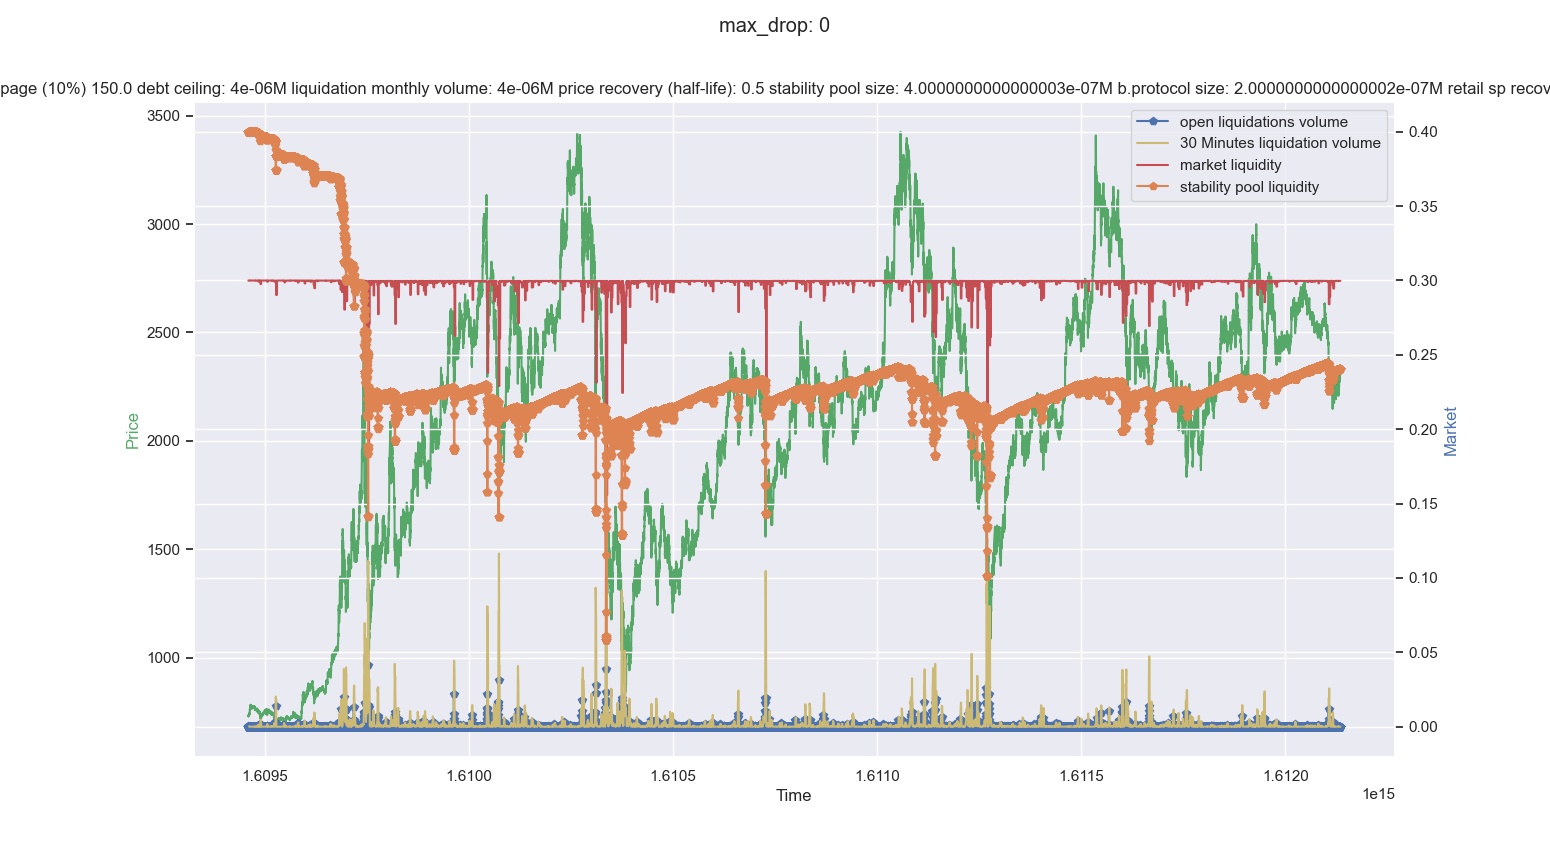 max_drop: 0
page (10%) 150.0 debt ceiling: 4e-06M liquidation monthly volume: 4e-06M price recovery (half-life): 0.5 stability pool size: 4.0000000000000003e-07M b.protocol size: 2.0000000000000002e-07M retail sp recov
open liquidations volume
30 Minutes liquidation volume
market liquidity
stability pool liquidity
3500
3000
2500
2000
1500
1000
Price
0.40
0.35
0.30
0.25
0.20
0.15
0.10
0.05
0.00
Market
1.6095 1.6100 1.6105 1.6110 1.6115 1.6120
Time
1e15